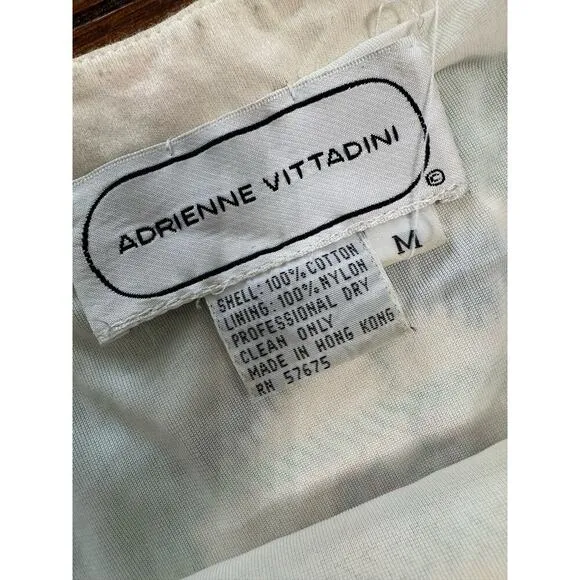 ADRIENNE VITTADINI
©
M
SHELL: 100% COTTON
LINING: 100% NYLON
PROFESSIONAL DRY
CLEAN ONLY
MADE IN HONG KONG
RN 57675